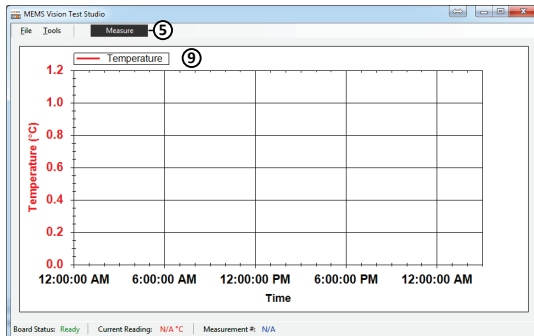 MEMS Vision Test Studio
File Tools Measure 5
Temperature 9
1.2
1.0
0.8
0.6
0.4
0.2
0.0
Temperature (°C)
12:00:00 AM 6:00:00 AM 12:00:00 PM 6:00:00 PM 12:00:00 AM
Time
Board Status: Ready Current Reading: N/A °C Measurement #: N/A